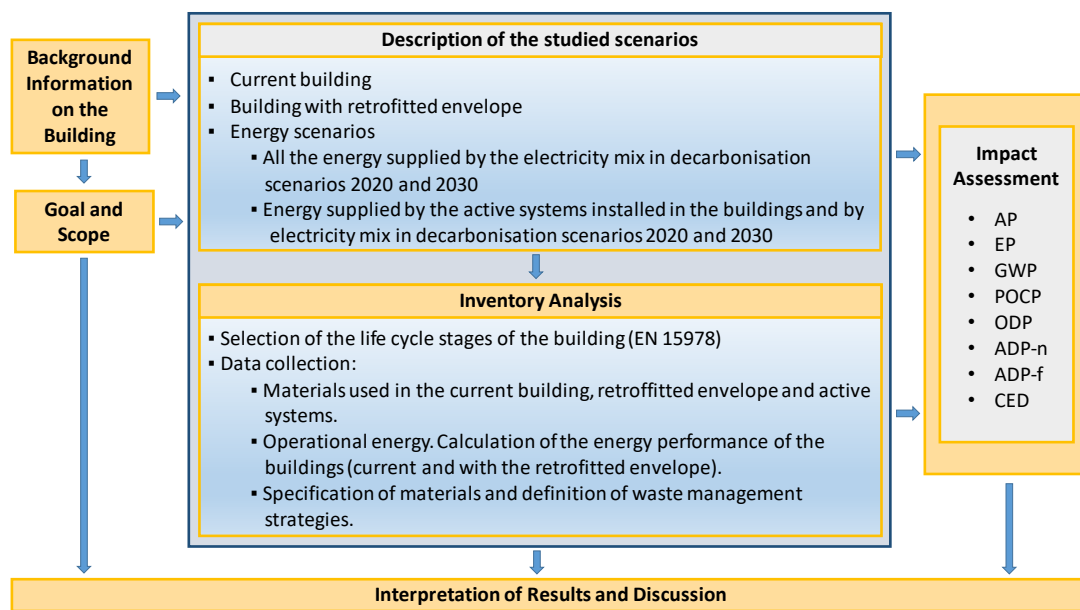 Background
Information
on the
Building
Goal and
Scope
Description of the studied scenarios
▪ Current building
▪ Building with retrofitted envelope
▪ Energy scenarios
▪ All the energy supplied by the electricity mix in decarbonisation
scenarios 2020 and 2030
▪ Energy supplied by the active systems installed in the buildings and by
electricity mix in decarbonisation scenarios 2020 and 2030
Inventory Analysis
▪ Selection of the life cycle stages of the building (EN 15978)
▪ Data collection:
▪ Materials used in the current building, retroffitted envelope and active
systems.
▪ Operational energy. Calculation of the energy performance of the
buildings (current and with the retrofitted envelope).
▪ Specification of materials and definition of waste management
strategies.
Impact
Assessment
• AP
• EP
• GWP
• POCP
• ODP
• ADP-n
• ADP-f
• CED
Interpretation of Results and Discussion